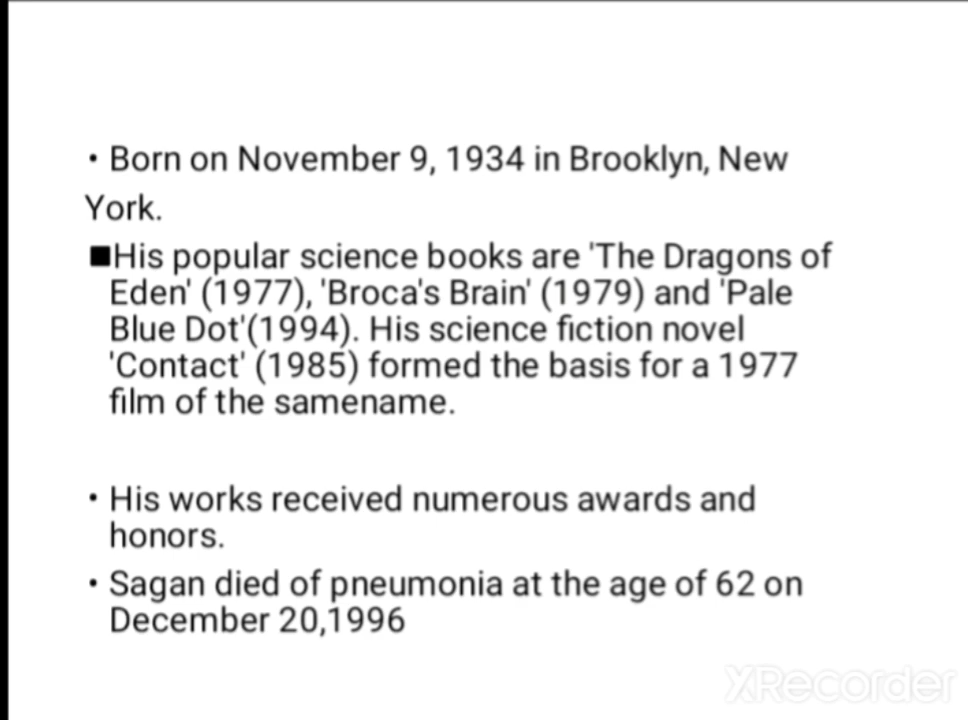 • Born on November 9, 1934 in Brooklyn, New
York.
■His popular science books are 'The Dragons of
Eden' (1977), 'Broca's Brain' (1979) and 'Pale
Blue Dot'(1994). His science fiction novel
'Contact' (1985) formed the basis for a 1977
film of the samename.
• His works received numerous awards and
honors.
• Sagan died of pneumonia at the age of 62 on
December 20,1996
XRecorder